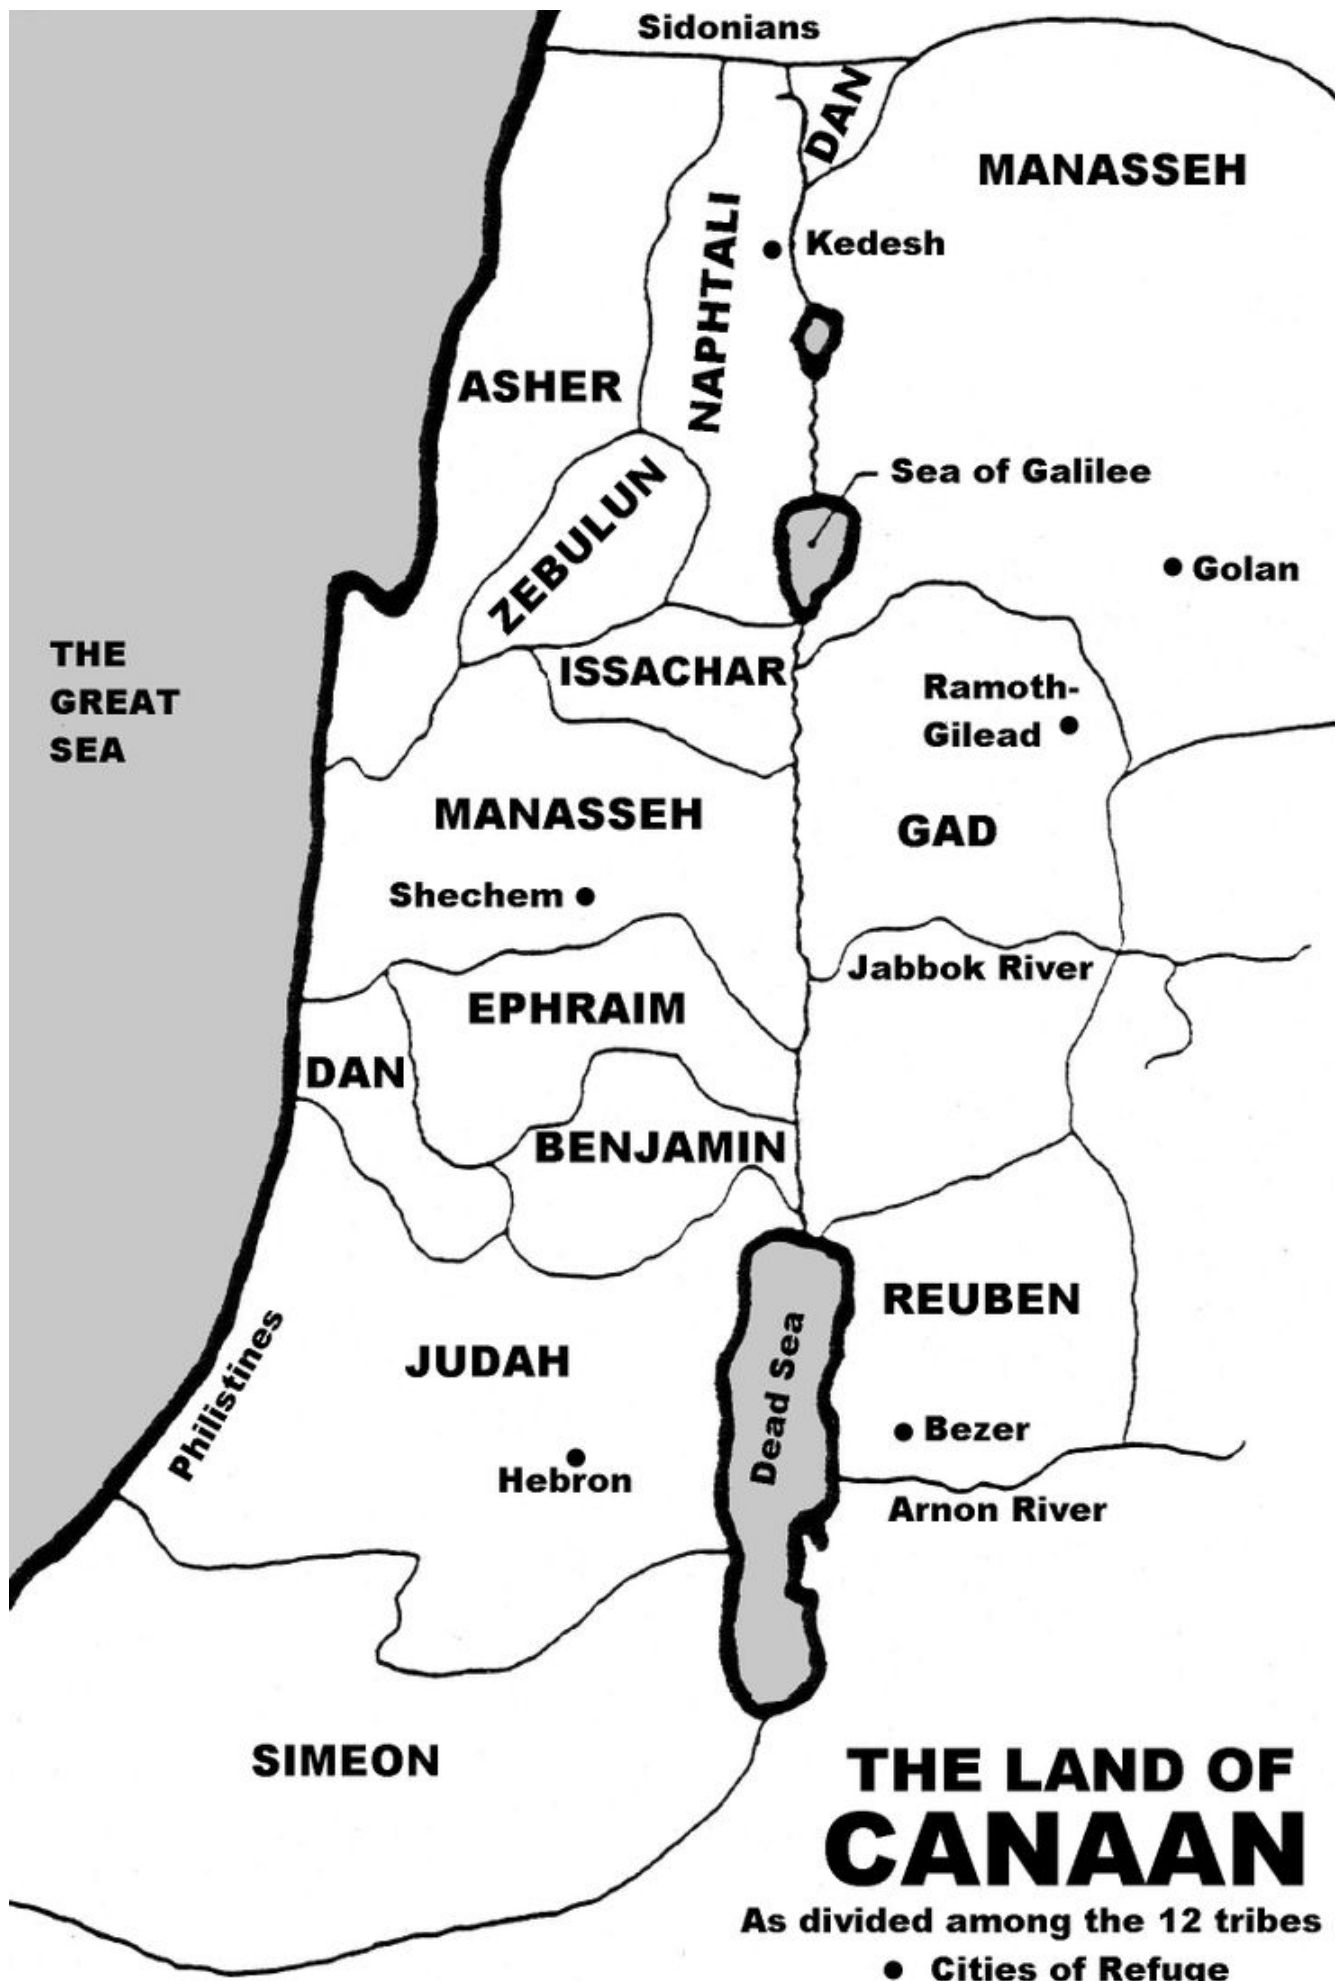 Sidonians
DAN
MANASSEH
NAPHTALI
Kedesh
ASHER
ZEBULUN
Sea of Galilee
Golan
THE
GREAT
SEA
ISSACHAR
Ramoth-
Gilead
MANASSEH
GAD
Shechem
Jabbok River
EPHRAIM
DAN
BENJAMIN
REUBEN
Philistines
JUDAH
Dead Sea
Bezer
Hebron
Arnon River
SIMEON
THE LAND OF
CANAAN
As divided among the 12 tribes
● Cities of Refuge